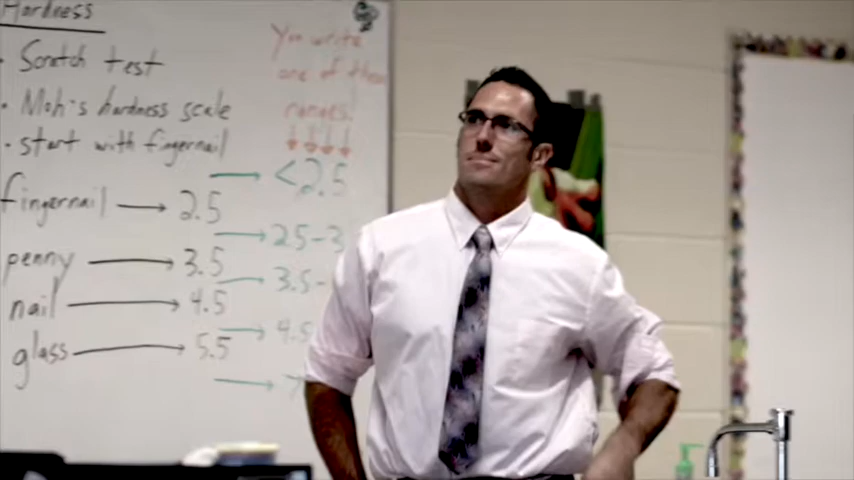 Hardness
• Scratch test
• Moh's hardness scale
• start with fingernail
fingernail → 2.5
penny → 3.5
nail → 4.5
glass → 5.5
You write
one of these
ranges!
↓ ↓ ↓ ↓
→ < 2.5
→ 2.5-3
→ 3.5-
→ 4.5
→